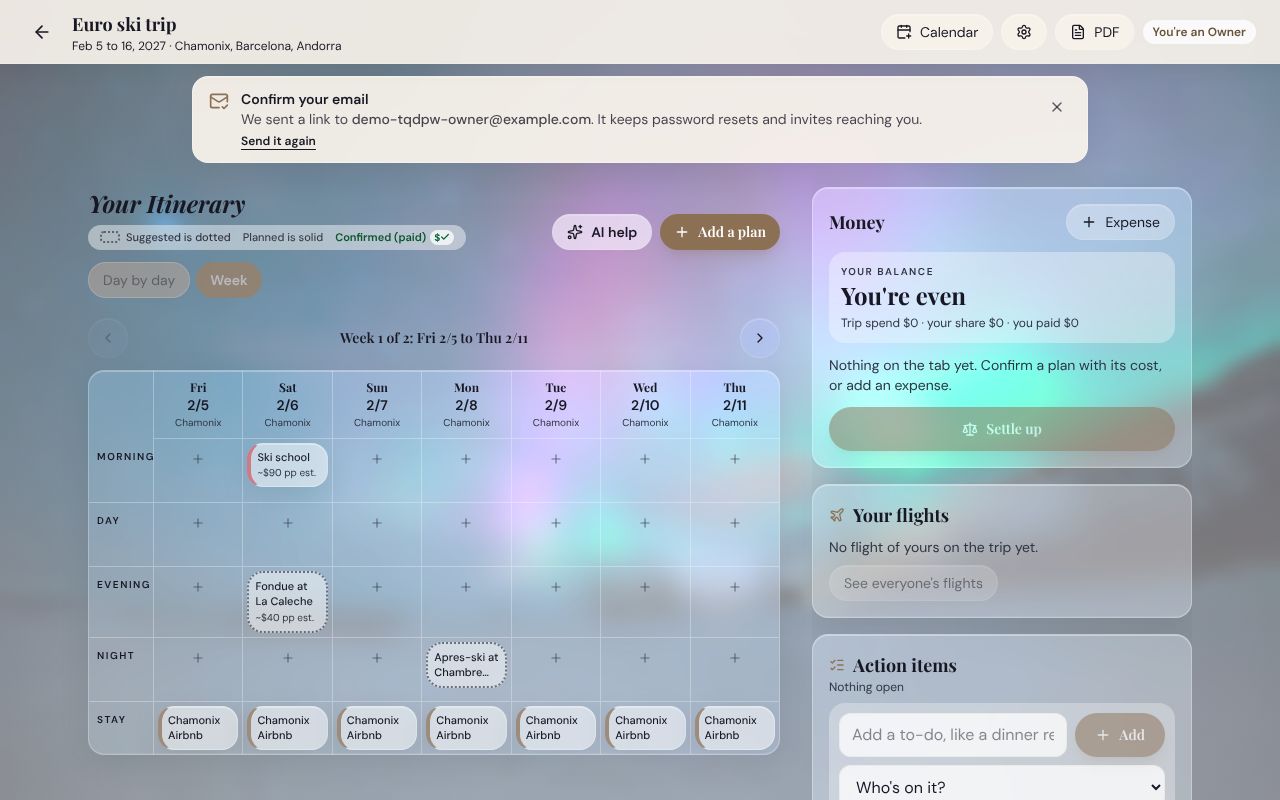 Euro ski trip
Feb 5 to 16, 2027 · Chamonix, Barcelona, Andorra
Calendar
PDF
You're an Owner
Confirm your email
We sent a link to demo-tqdpw-owner@example.com. It keeps password resets and invites reaching you.
Send it again
Your Itinerary
Suggested is dotted Planned is solid Confirmed (paid) $✓
AI help
+ Add a plan
Day by day
Week
Week 1 of 2: Fri 2/5 to Thu 2/11
Fri Sat Sun Mon Tue Wed Thu
2/5 2/6 2/7 2/8 2/9 2/10 2/11
Chamonix Chamonix Chamonix Chamonix Chamonix Chamonix Chamonix
MORNING
Ski school
~$90 pp est.
DAY
EVENING
Fondue at
La Caleche
~$40 pp est.
NIGHT
Apres-ski at
Chambre…
STAY
Chamonix Chamonix Chamonix Chamonix Chamonix Chamonix Chamonix
Airbnb Airbnb Airbnb Airbnb Airbnb Airbnb Airbnb
Money
+ Expense
YOUR BALANCE
You're even
Trip spend $0 · your share $0 · you paid $0
Nothing on the tab yet. Confirm a plan with its cost,
or add an expense.
Settle up
Your flights
No flight of yours on the trip yet.
See everyone's flights
Action items
Nothing open
Add a to-do, like a dinner re
+ Add
Who's on it?